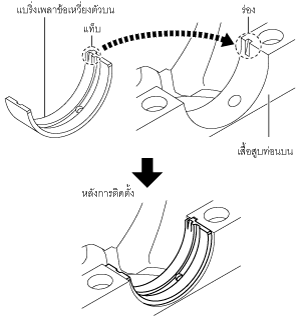 แบริ่งเพลาข้อเหวี่ยงตัวบน
แท็บ
ร่อง
เสื้อสูบท่อนบน
หลังการติดตั้ง